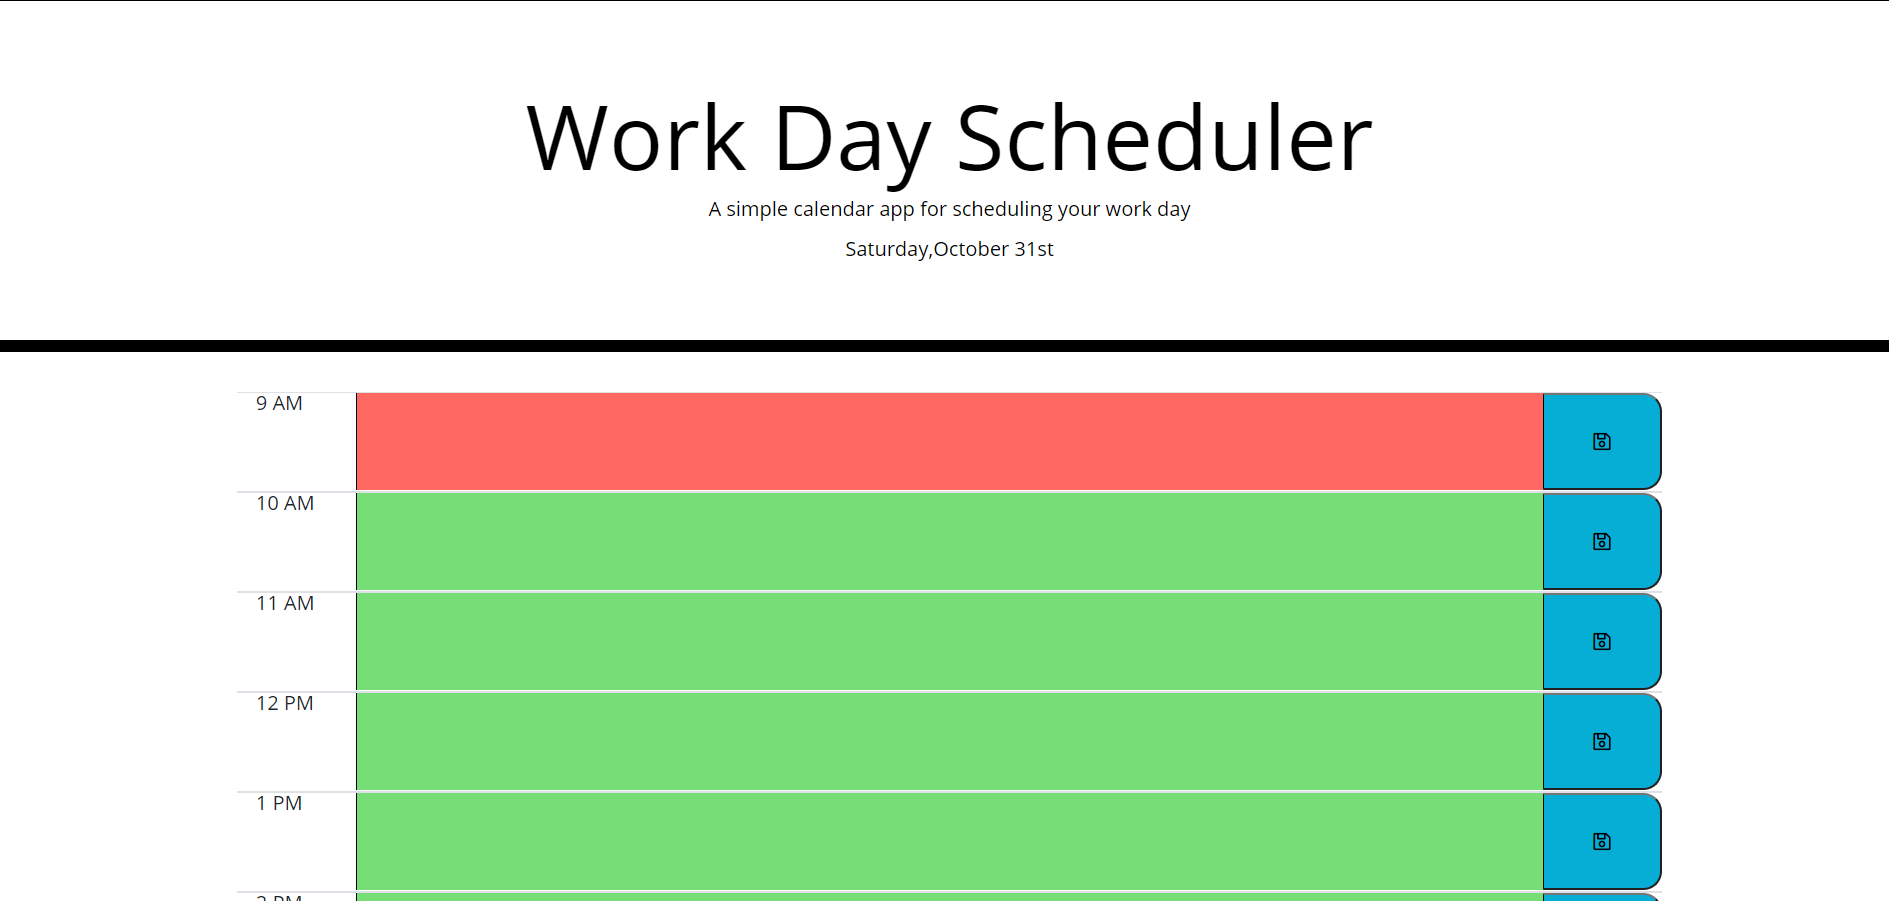 Work Day Scheduler
A simple calendar app for scheduling your work day
Saturday,October 31st
9 AM
10 AM
11 AM
12 PM
1 PM
PM